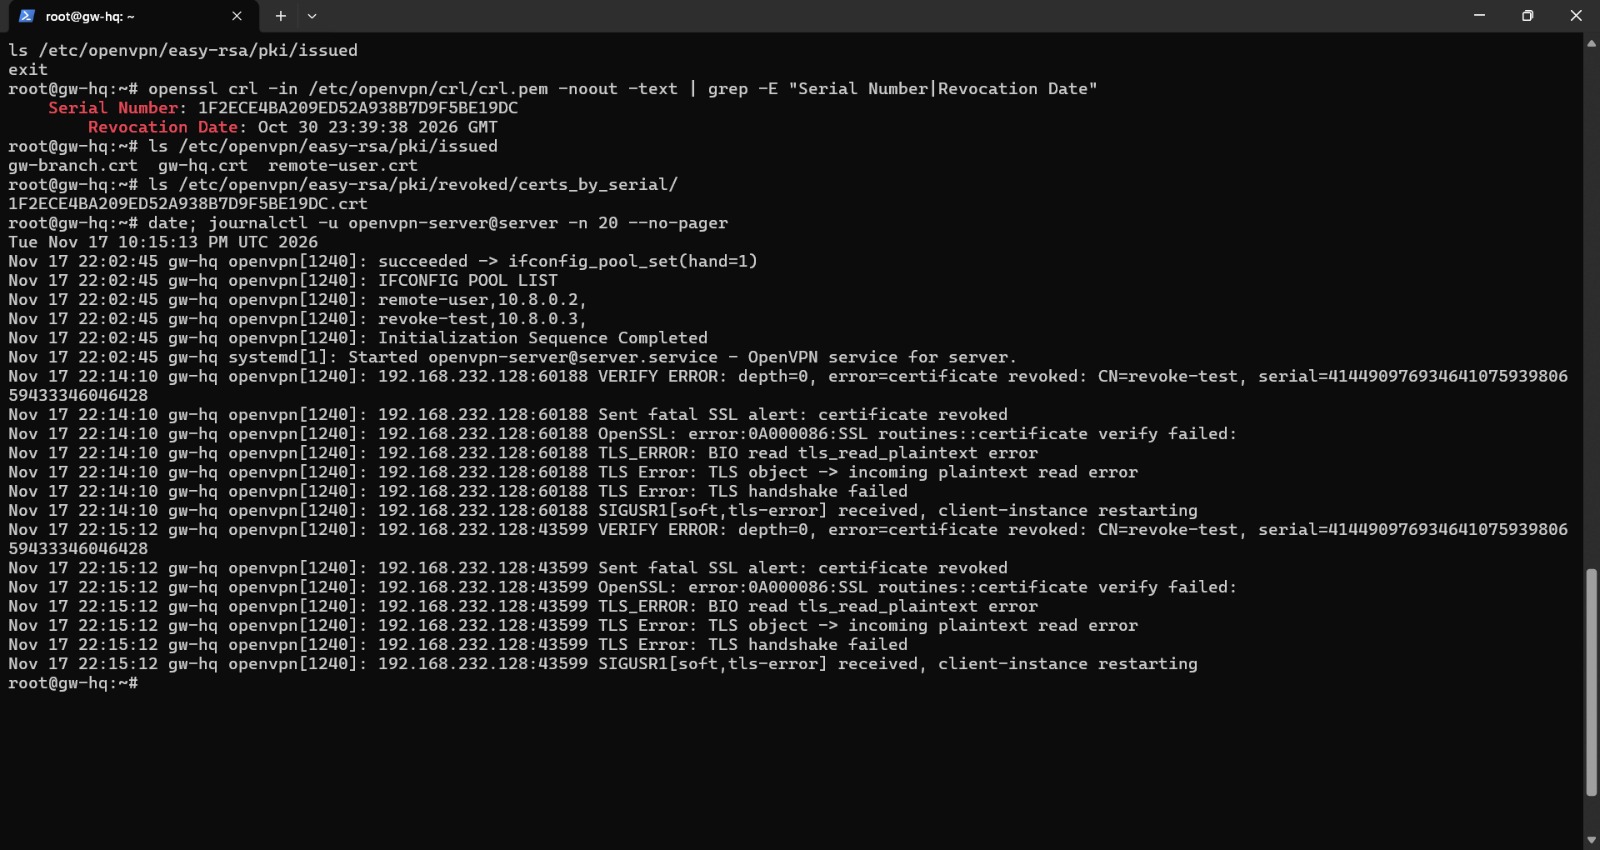 root@gw-hq: ~
ls /etc/openvpn/easy-rsa/pki/issued
exit
root@gw-hq:~# openssl crl -in /etc/openvpn/crl/crl.pem -noout -text | grep -E "Serial Number|Revocation Date"
    Serial Number: 1F2ECE4BA209ED52A938B7D9F5BE19DC
        Revocation Date: Oct 30 23:39:38 2026 GMT
root@gw-hq:~# ls /etc/openvpn/easy-rsa/pki/issued
gw-branch.crt  gw-hq.crt  remote-user.crt
root@gw-hq:~# ls /etc/openvpn/easy-rsa/pki/revoked/certs_by_serial/
1F2ECE4BA209ED52A938B7D9F5BE19DC.crt
root@gw-hq:~# date; journalctl -u openvpn-server@server -n 20 --no-pager
Tue Nov 17 10:15:13 PM UTC 2026
Nov 17 22:02:45 gw-hq openvpn[1240]: succeeded -> ifconfig_pool_set(hand=1)
Nov 17 22:02:45 gw-hq openvpn[1240]: IFCONFIG POOL LIST
Nov 17 22:02:45 gw-hq openvpn[1240]: remote-user,10.8.0.2,
Nov 17 22:02:45 gw-hq openvpn[1240]: revoke-test,10.8.0.3,
Nov 17 22:02:45 gw-hq openvpn[1240]: Initialization Sequence Completed
Nov 17 22:02:45 gw-hq systemd[1]: Started openvpn-server@server.service - OpenVPN service for server.
Nov 17 22:14:10 gw-hq openvpn[1240]: 192.168.232.128:60188 VERIFY ERROR: depth=0, error=certificate revoked: CN=revoke-test, serial=414490976934641075939806
59433346046428
Nov 17 22:14:10 gw-hq openvpn[1240]: 192.168.232.128:60188 Sent fatal SSL alert: certificate revoked
Nov 17 22:14:10 gw-hq openvpn[1240]: 192.168.232.128:60188 OpenSSL: error:0A000086:SSL routines::certificate verify failed:
Nov 17 22:14:10 gw-hq openvpn[1240]: 192.168.232.128:60188 TLS_ERROR: BIO read tls_read_plaintext error
Nov 17 22:14:10 gw-hq openvpn[1240]: 192.168.232.128:60188 TLS Error: TLS object -> incoming plaintext read error
Nov 17 22:14:10 gw-hq openvpn[1240]: 192.168.232.128:60188 TLS Error: TLS handshake failed
Nov 17 22:14:10 gw-hq openvpn[1240]: 192.168.232.128:60188 SIGUSR1[soft,tls-error] received, client-instance restarting
Nov 17 22:15:12 gw-hq openvpn[1240]: 192.168.232.128:43599 VERIFY ERROR: depth=0, error=certificate revoked: CN=revoke-test, serial=414490976934641075939806
59433346046428
Nov 17 22:15:12 gw-hq openvpn[1240]: 192.168.232.128:43599 Sent fatal SSL alert: certificate revoked
Nov 17 22:15:12 gw-hq openvpn[1240]: 192.168.232.128:43599 OpenSSL: error:0A000086:SSL routines::certificate verify failed:
Nov 17 22:15:12 gw-hq openvpn[1240]: 192.168.232.128:43599 TLS_ERROR: BIO read tls_read_plaintext error
Nov 17 22:15:12 gw-hq openvpn[1240]: 192.168.232.128:43599 TLS Error: TLS object -> incoming plaintext read error
Nov 17 22:15:12 gw-hq openvpn[1240]: 192.168.232.128:43599 TLS Error: TLS handshake failed
Nov 17 22:15:12 gw-hq openvpn[1240]: 192.168.232.128:43599 SIGUSR1[soft,tls-error] received, client-instance restarting
root@gw-hq:~#